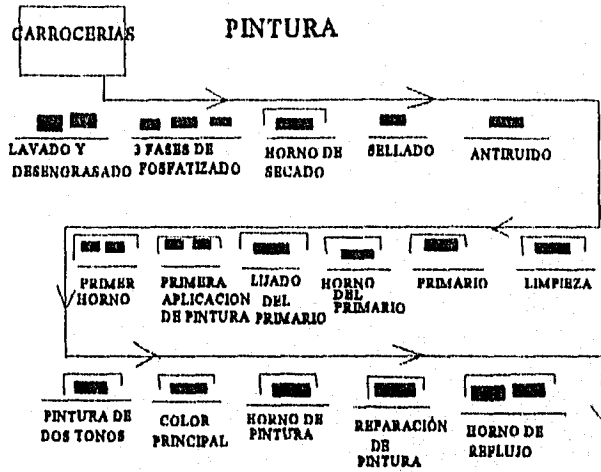 PINTURA
CARROCERIAS
LAVADO Y
DESENGRASADO
3 FASES DE
FOSFATIZADO
HORNO DE
SECADO
SELLADO
ANTIRUIDO
PRIMER
HORNO
PRIMERA
APLICACION
DE PINTURA
LIJADO
DEL
PRIMARIO
HORNO
DEL
PRIMARIO
PRIMARIO
LIMPIEZA
PINTURA DE
DOS TONOS
COLOR
PRINCIPAL
HORNO DE
PINTURA
REPARACIÓN
DE
PINTURA
HORNO DE
REFLUJO